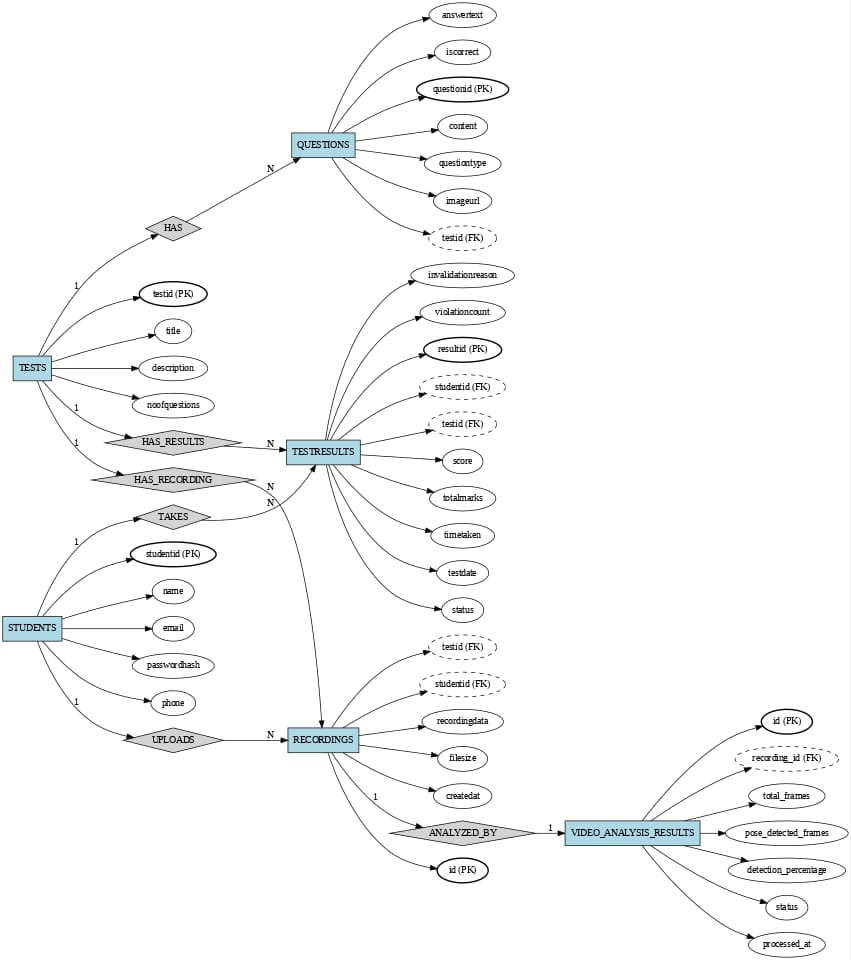 answertext
iscorrect
questionid (PK)
content
questiontype
imageurl
testid (FK)
QUESTIONS
N
HAS
1
testid (PK)
title
description
noofquestions
TESTS
1
HAS_RESULTS
N
1
HAS_RECORDING
N
invalidationreason
violationcount
resultid (PK)
studentid (FK)
testid (FK)
score
totalmarks
timetaken
testdate
status
TESTRESULTS
N
TAKES
1
studentid (PK)
name
email
passwordhash
phone
STUDENTS
1
UPLOADS
N
testid (FK)
studentid (FK)
recordingdata
filesize
createdat
RECORDINGS
1
ANALYZED_BY
1
id (PK)
VIDEO_ANALYSIS_RESULTS
id (PK)
recording_id (FK)
total_frames
pose_detected_frames
detection_percentage
status
processed_at